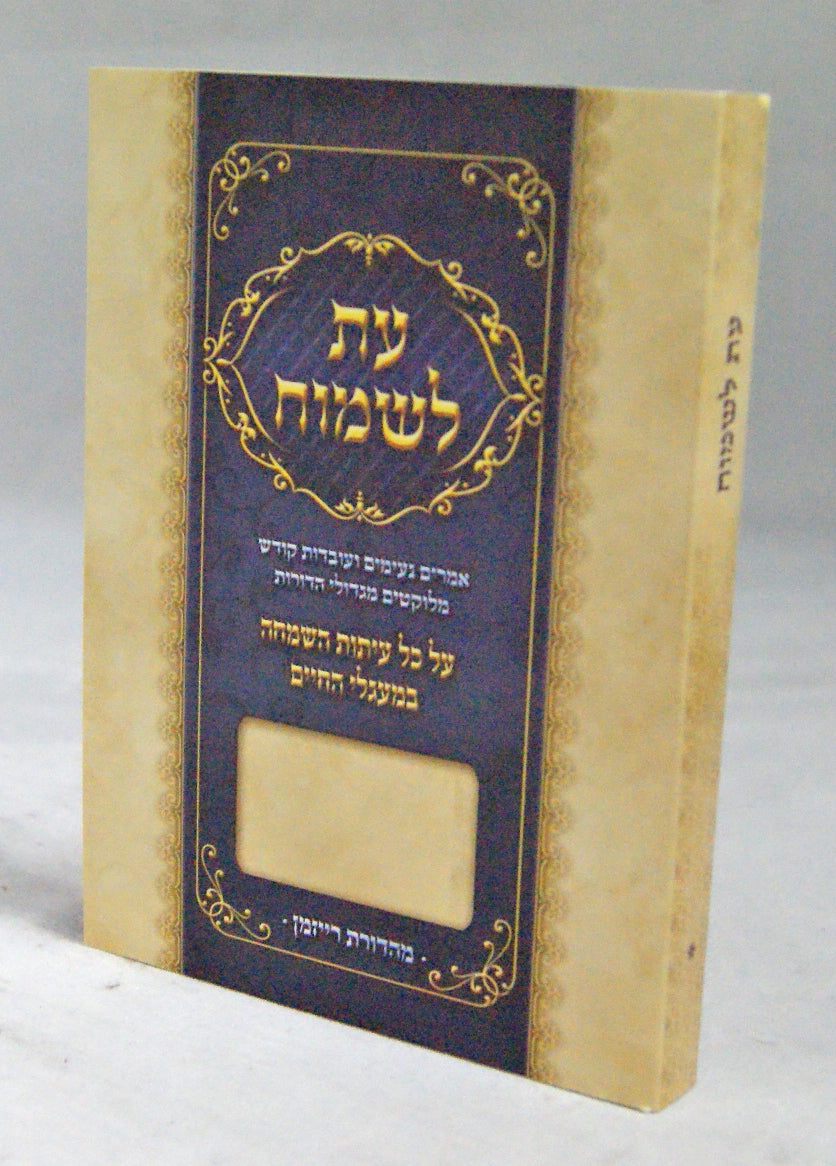 עת
לשמוח
אמרים נעימים ועובדות קודש
מלוקטים מגדולי הדורות
על כל עיתות השמחה
במעגלי החיים
· מהדורת רייזמן ·
עת לשמוח